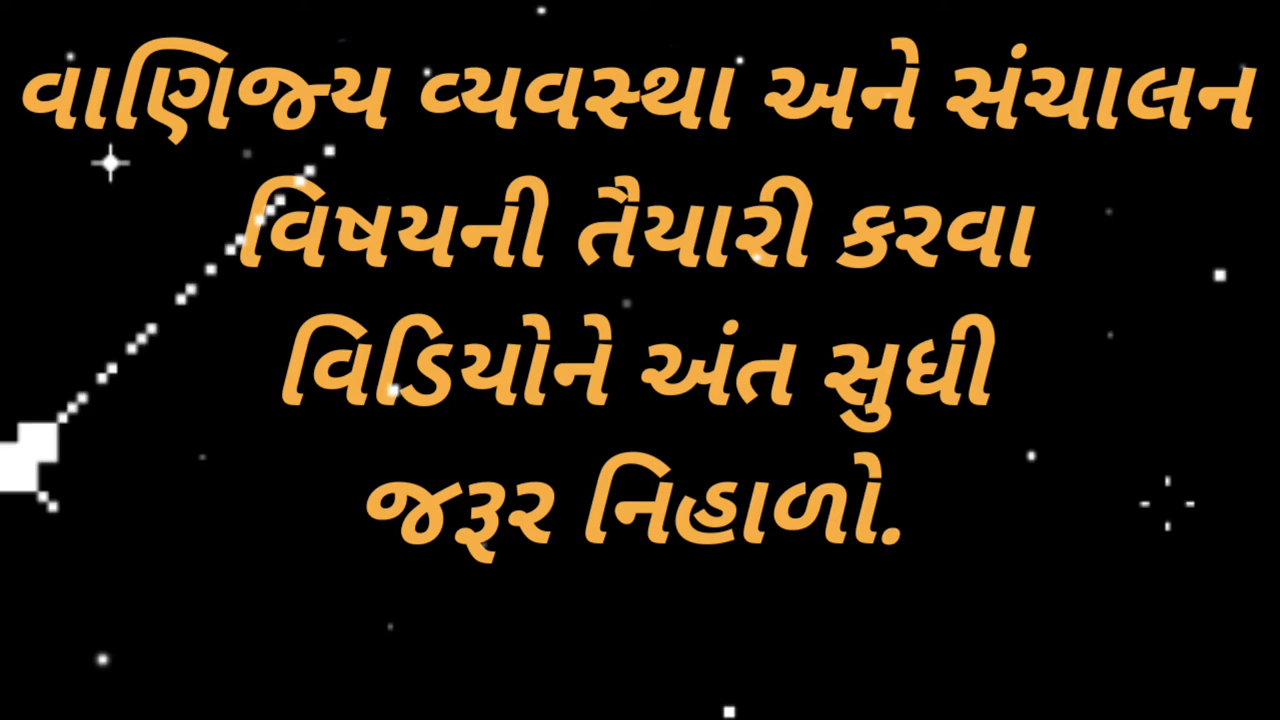 વાણિજ્ય વ્યવસ્થા અને સંચાલન
વિષયની તૈયારી કરવા
વિડિયોને અંત સુધી
જરૂર નિહાળો.